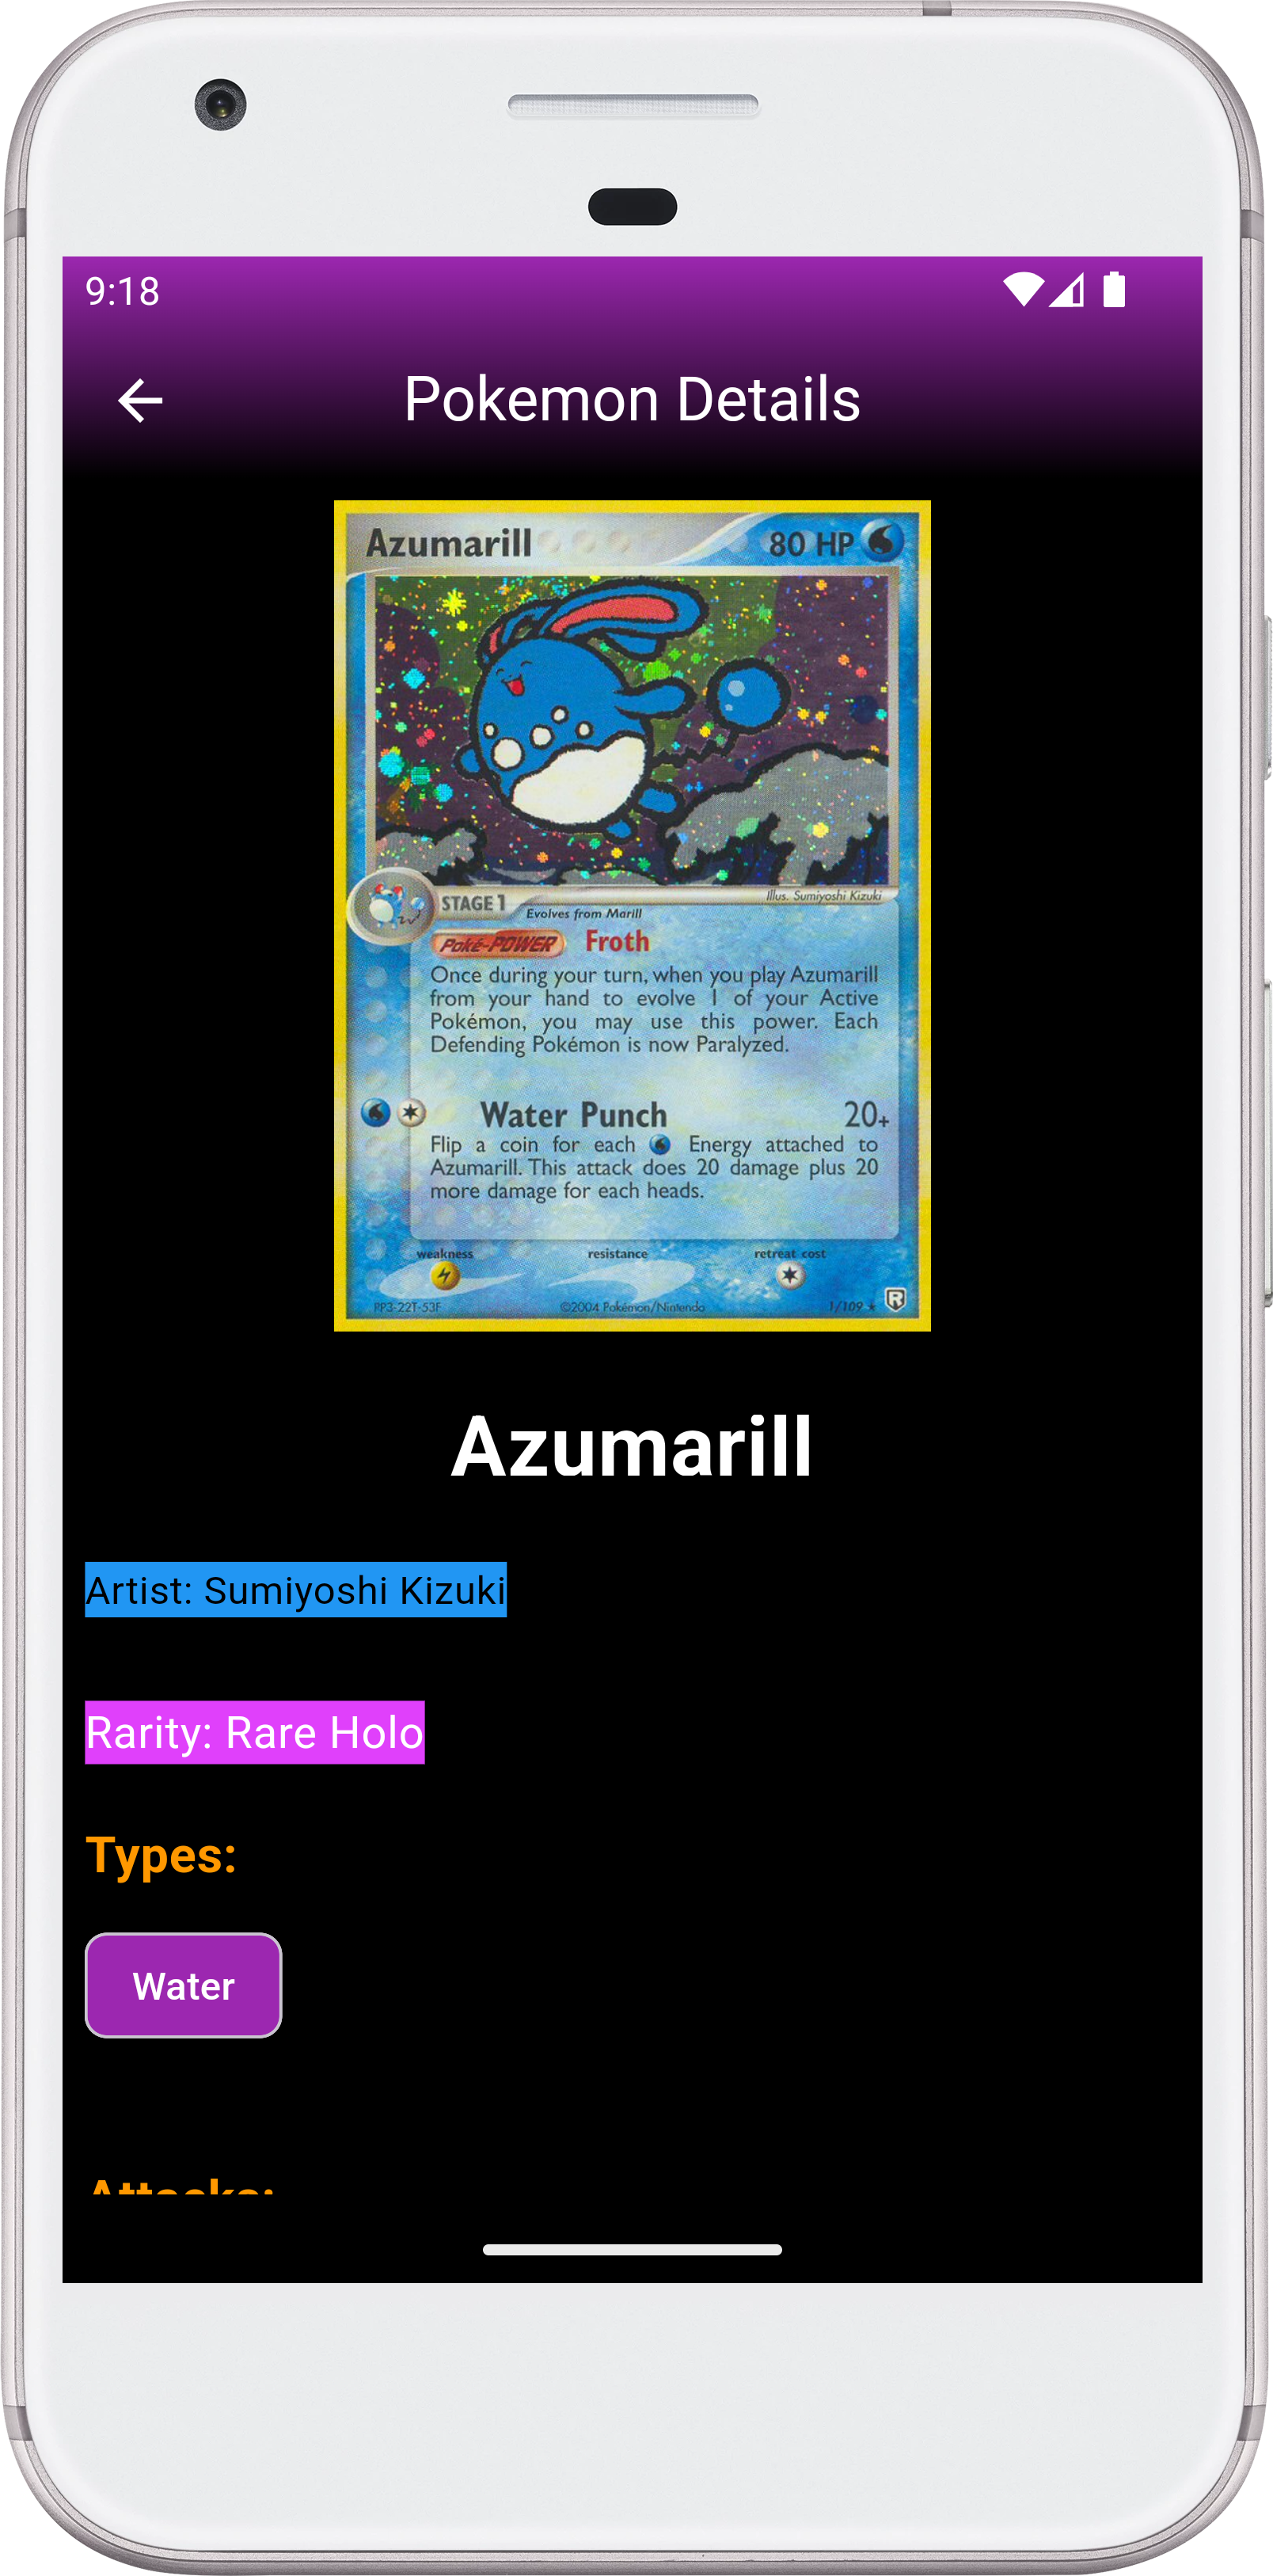 9:18
Pokemon Details
Azumarill
80 HP
Illus. Sumiyoshi Kizuki
STAGE 1
Evolves from Marill
Poké-POWER Froth
Once during your turn, when you play Azumarill
from your hand to evolve 1 of your Active
Pokémon, you may use this power. Each
Defending Pokémon is now Paralyzed.
Water Punch 20+
Flip a coin for each Energy attached to
Azumarill. This attack does 20 damage plus 20
more damage for each heads.
weakness resistance retreat cost
RP3-22T-53F ©2004 Pokémon/Nintendo 1/109 ★ R
Azumarill
Artist: Sumiyoshi Kizuki
Rarity: Rare Holo
Types:
Water
Attacks: